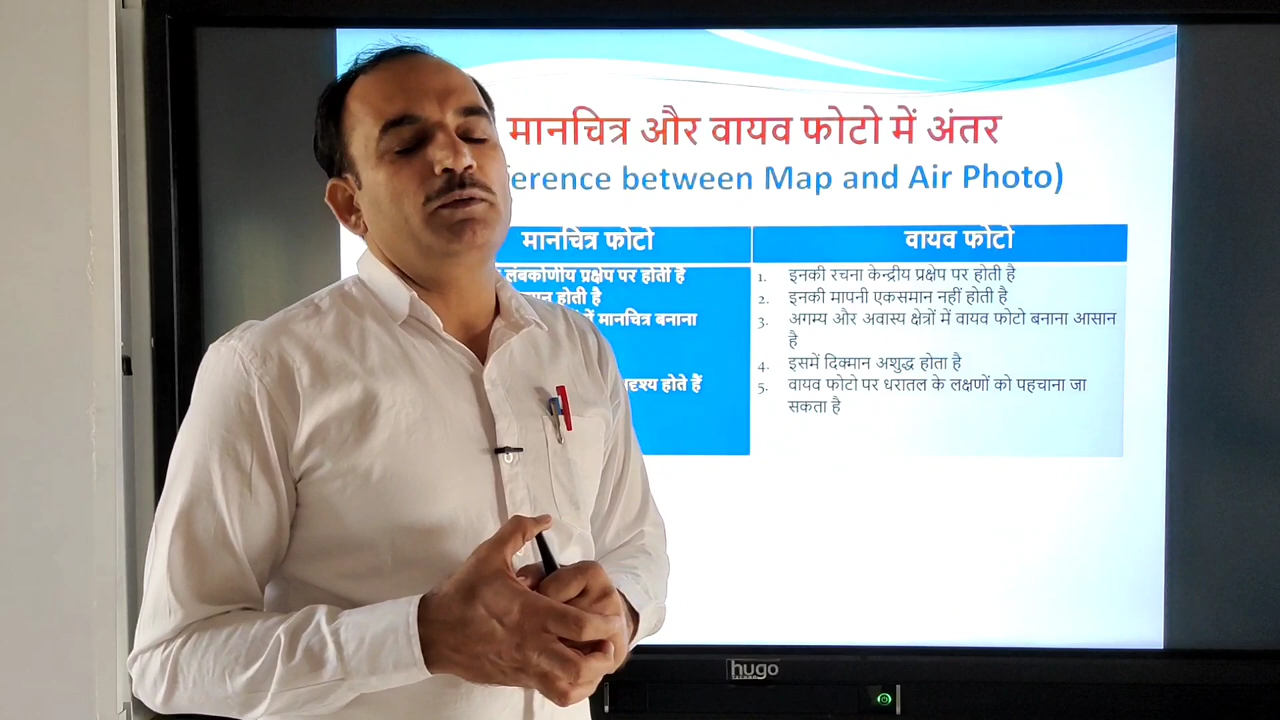 मानचित्र और वायव फोटो में अंतर
ference between Map and Air Photo)
मानचित्र फोटो
लंबकोणीय प्रक्षेप पर होती है
होती है
में मानचित्र बनाना
दृश्य होते हैं
वायव फोटो
1. इनकी रचना केन्द्रीय प्रक्षेप पर होती है
2. इनकी मापनी एकसमान नहीं होती है
3. अगम्य और अवास्य क्षेत्रों में वायव फोटो बनाना आसान
है
4. इसमें दिक्मान अशुद्ध होता है
5. वायव फोटो पर धरातल के लक्षणों को पहचाना जा
सकता है
hugo